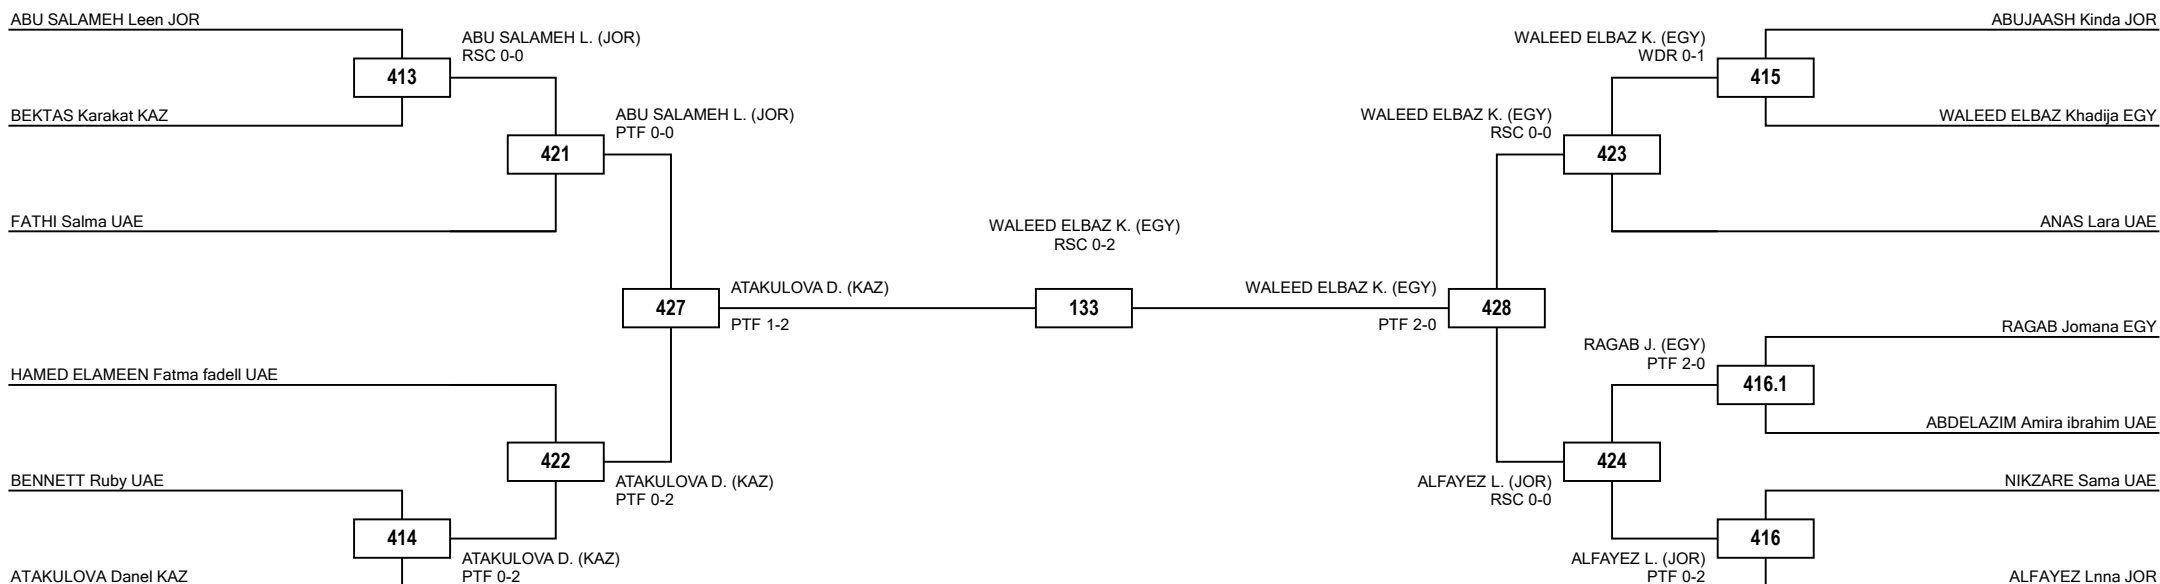 ABU SALAMEH Leen JOR
ABU SALAMEH L. (JOR)
RSC 0-0
413
BEKTAS Karakat KAZ
ABU SALAMEH L. (JOR)
PTF 0-0
421
FATHI Salma UAE
427
ATAKULOVA D. (KAZ)
PTF 1-2
HAMED ELAMEEN Fatma fadell UAE
422
ATAKULOVA D. (KAZ)
PTF 0-2
BENNETT Ruby UAE
414
ATAKULOVA D. (KAZ)
PTF 0-2
ATAKULOVA Danel KAZ
WALEED ELBAZ K. (EGY)
RSC 0-2
133
ABUJAASH Kinda JOR
WALEED ELBAZ K. (EGY)
WDR 0-1
415
WALEED ELBAZ Khadija EGY
WALEED ELBAZ K. (EGY)
RSC 0-0
423
ANAS Lara UAE
WALEED ELBAZ K. (EGY)
PTF 2-0
428
RAGAB Jomana EGY
RAGAB J. (EGY)
PTF 2-0
416.1
ABDELAZIM Amira ibrahim UAE
424
ALFAYEZ L. (JOR)
RSC 0-0
NIKZARE Sama UAE
416
ALFAYEZ L. (JOR)
PTF 0-2
ALFAYEZ Lnna JOR